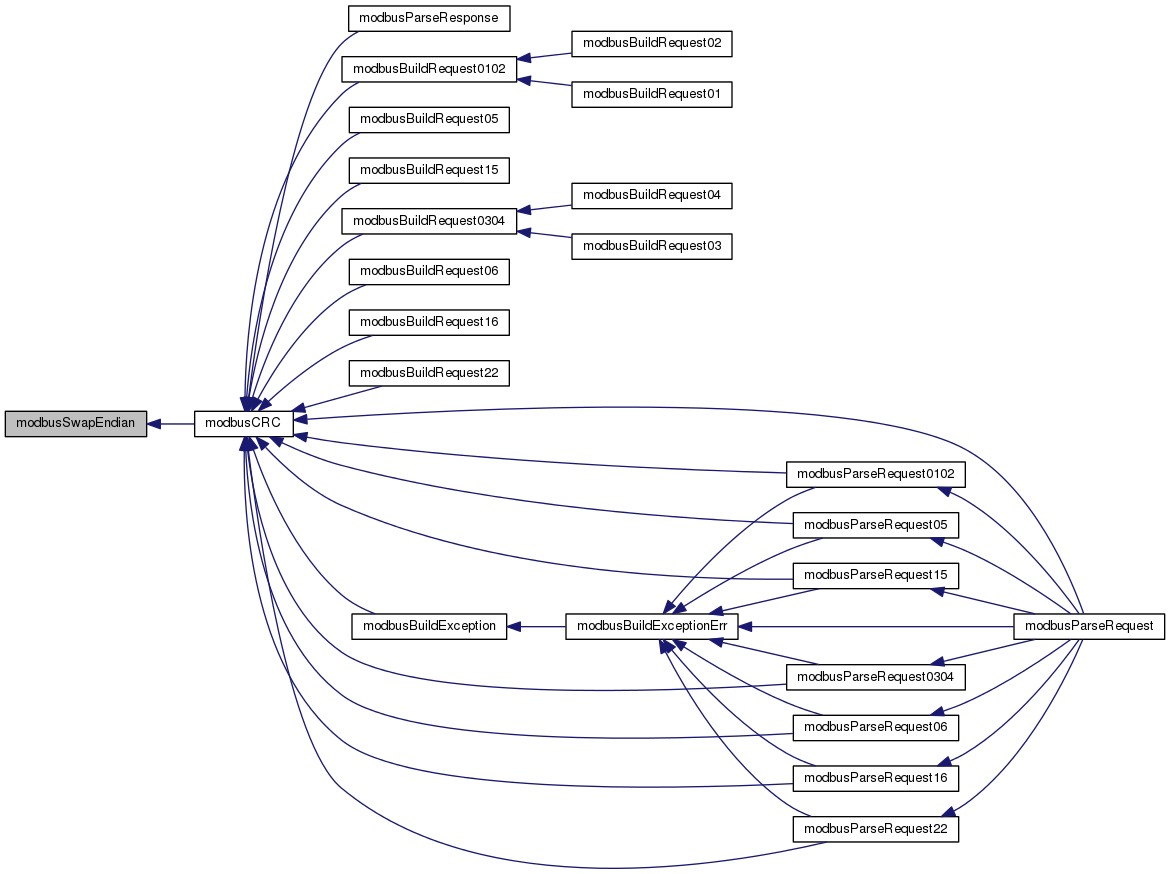 modbusParseResponse
modbusBuildRequest02
modbusBuildRequest0102
modbusBuildRequest01
modbusBuildRequest05
modbusBuildRequest15
modbusBuildRequest04
modbusBuildRequest0304
modbusBuildRequest03
modbusBuildRequest06
modbusBuildRequest16
modbusBuildRequest22
modbusSwapEndian
modbusCRC
modbusParseRequest0102
modbusParseRequest05
modbusParseRequest15
modbusBuildException
modbusBuildExceptionErr
modbusParseRequest
modbusParseRequest0304
modbusParseRequest06
modbusParseRequest16
modbusParseRequest22